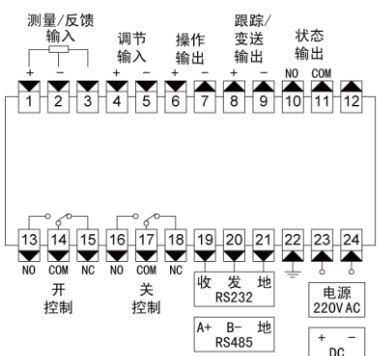 测量/反馈 跟踪/
输入 调节 操作 变送 状态
输入 输出 输出 输出
+ − + − + − + − NO COM
1 2 3 4 5 6 7 8 9 10 11 12
13 14 15 16 17 18 19 20 21 22 23 24
NO COM NC NO COM NC
开 关
控制 控制
收 发 地
RS232
电源
220V AC
A+ B- 地
RS485
+ −
DC